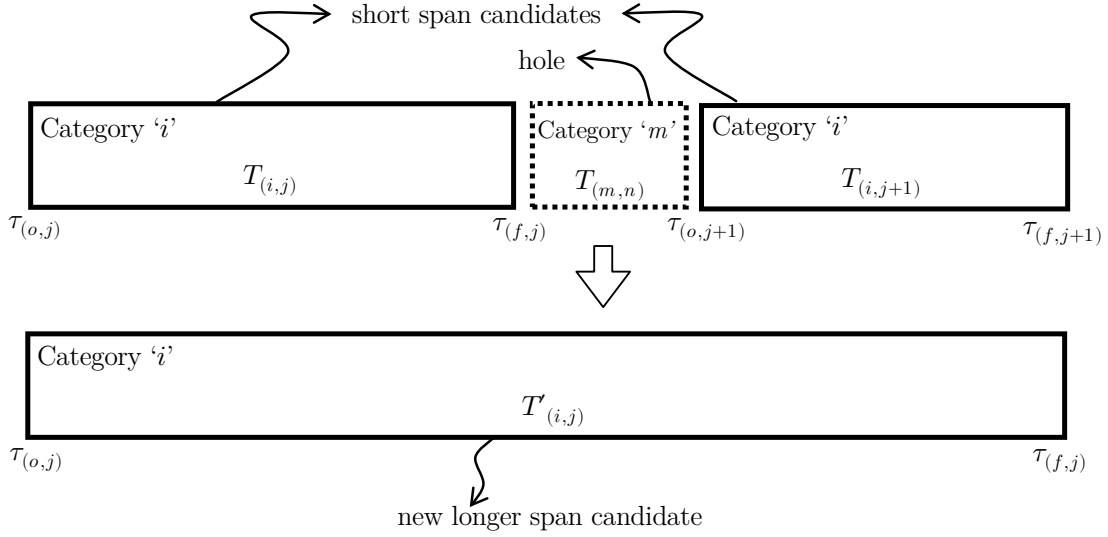 short span candidates
hole
Category ‘i’
Category ‘m’
Category ‘i’
T(i,j)
T(m,n)
T(i,j+1)
τ(o,j)
τ(f,j)
τ(o,j+1)
τ(f,j+1)
Category ‘i’
T′(i,j)
τ(o,j)
τ(f,j)
new longer span candidate